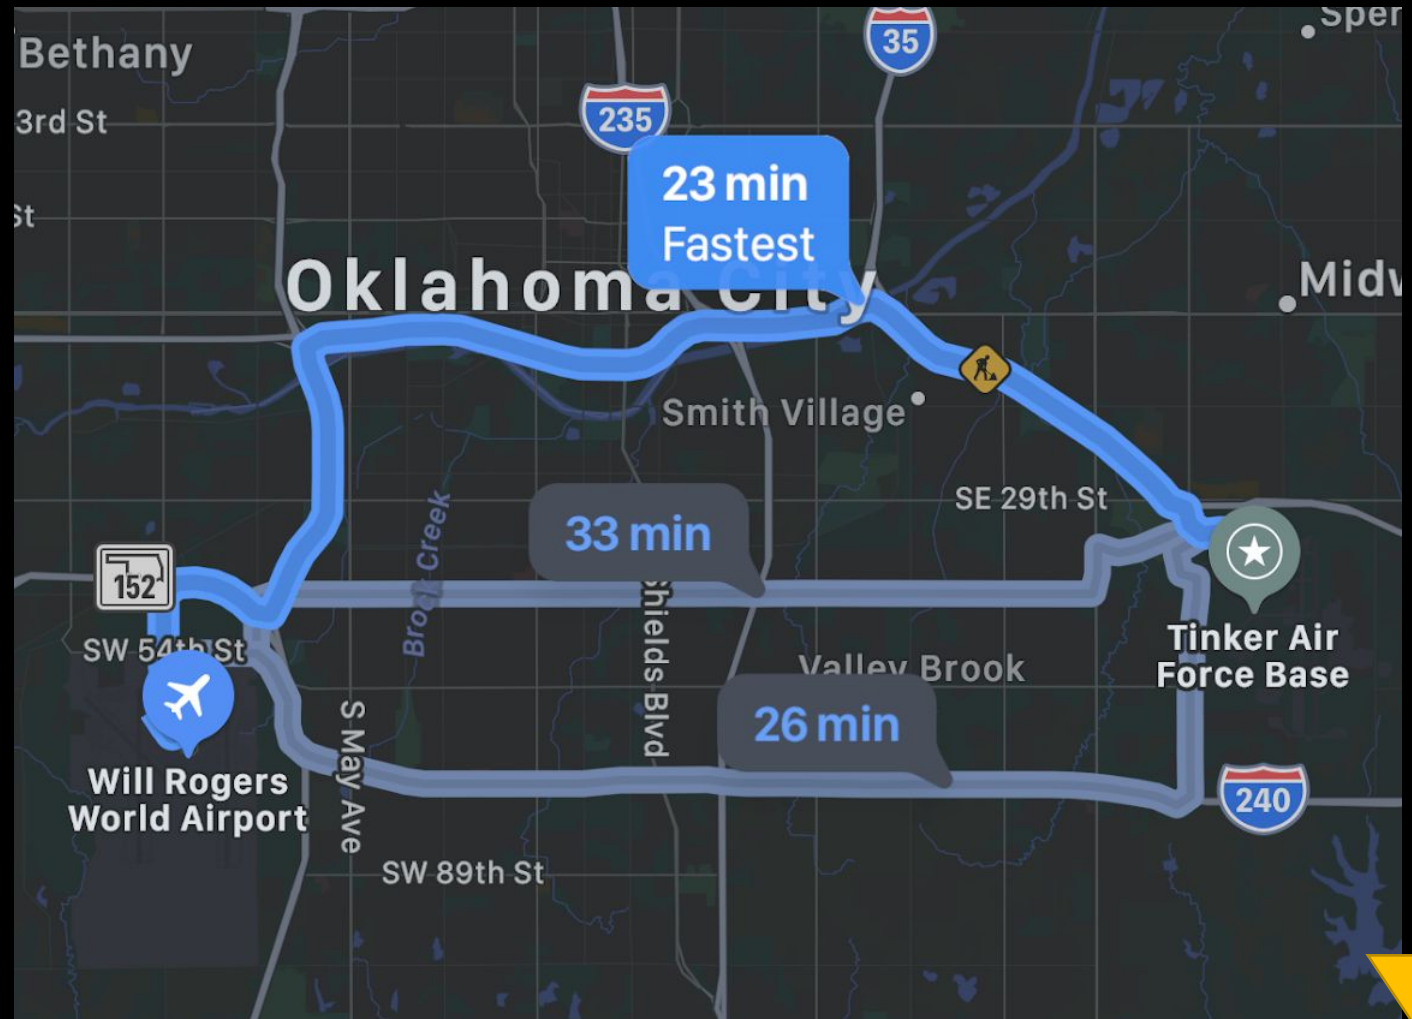 Bethany
35
Sper
3rd St
235
23 min
Fastest
St
Oklahoma City
Midw
Smith Village
SE 29th St
33 min
Brock Creek
152
SW 54th St
Shields Blvd
Tinker Air
Force Base
Valley Brook
26 min
S May Ave
Will Rogers
World Airport
240
SW 89th St